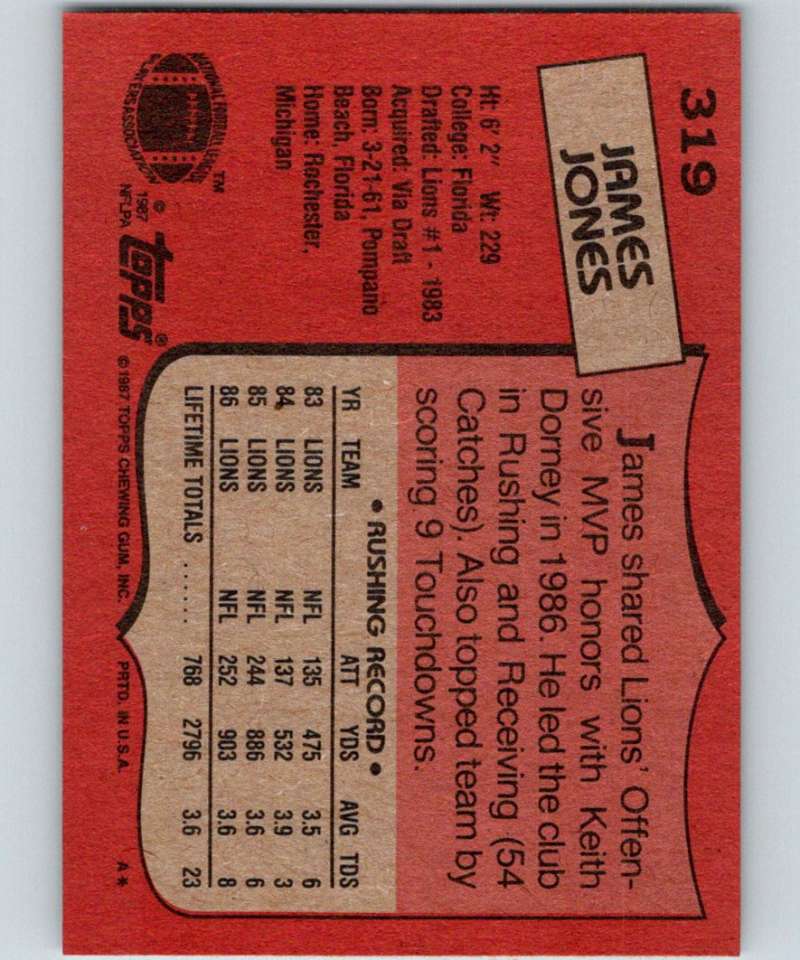 319
JAMES
JONES
Ht: 6' 2" Wt: 229
College: Florida
Drafted: Lions #1 - 1983
Acquired: Via Draft
Born: 3-21-61, Pompano
Beach, Florida
Home: Rochester,
Michigan
NATIONAL FOOTBALL LEAGUE
PLAYERS ASSOCIATION
TM
© 1987
NFLPA
topps®
James shared Lions' Offen-
sive MVP honors with Keith
Dorney in 1986. He led the club
in Rushing and Receiving (54
Catches). Also topped team by
scoring 9 Touchdowns.
• RUSHING RECORD •
YR TEAM ATT YDS AVG TDS
83 LIONS NFL 135 475 3.5 6
84 LIONS NFL 137 532 3.9 3
85 LIONS NFL 244 886 3.6 6
86 LIONS NFL 252 903 3.6 8
LIFETIME TOTALS ...... 768 2796 3.6 23
© 1987 TOPPS CHEWING GUM, INC. PRTD. IN U.S.A. A*